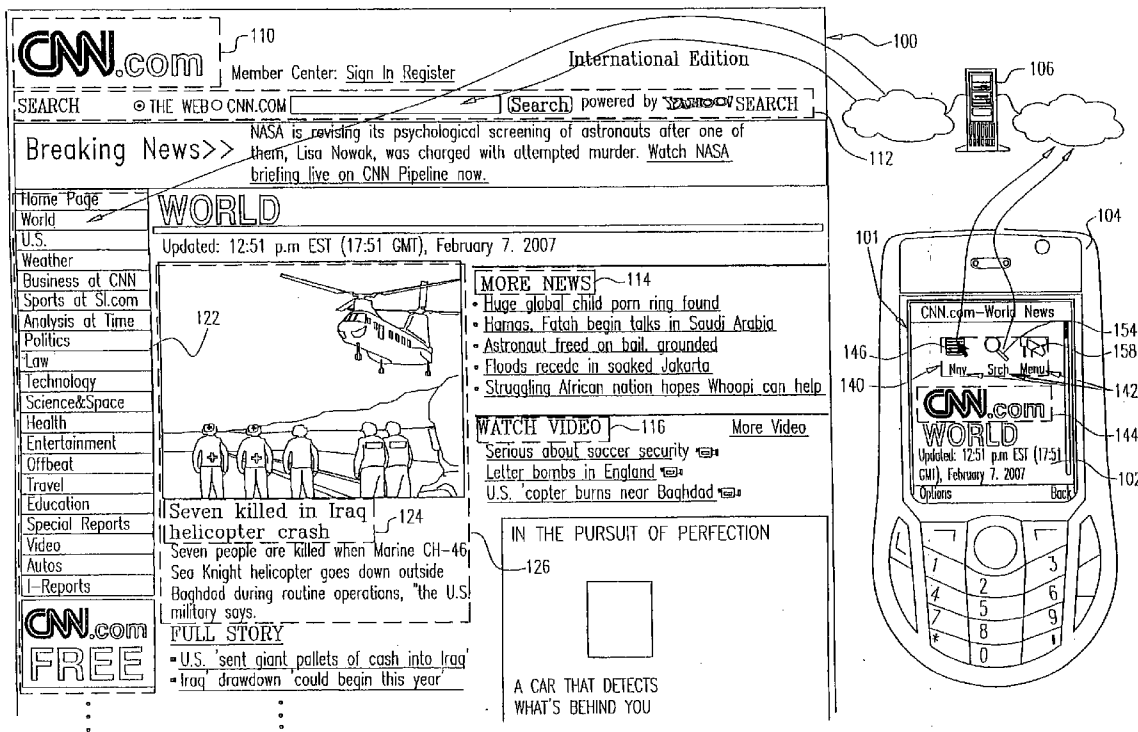 CNN.com
110
Member Center: Sign In Register
International Edition
100
106
SEARCH THE WEB CNN.COM Search powered by YAHOO! SEARCH
112
Breaking News>>
NASA is revising its psychological screening of astronauts after one of
them, Lisa Nowak, was charged with attempted murder. Watch NASA
briefing live on CNN Pipeline now.
Home Page
World
U.S.
Weather
Business at CNN
Sports at SI.com
Analysis at Time
Politics
Law
Technology
Science&Space
Health
Entertainment
Offbeat
Travel
Education
Special Reports
Video
Autos
I-Reports
CNN.com
FREE
WORLD
Updated: 12:51 p.m EST (17:51 GMT), February 7. 2007
122
Seven killed in Iraq
helicopter crash
124
Seven people are killed when Marine CH-46
Sea Knight helicopter goes down outside
Baghdad during routine operations, "the U.S
military says.
126
FULL STORY
U.S. 'sent giant pallets of cash into Iraq'
Iraq' drawdown 'could begin this year'
MORE NEWS
114
Huge global child porn ring found
Hamas, Fatah begin talks in Saudi Arabia
Astronaut freed on bail. grounded
Floods recede in soaked Jakarta
Struggling African nation hopes Whoopi can help
WATCH VIDEO
116
More Video
Serious about soccer security
Letter bombs in England
U.S. 'copter burns near Baghdad
IN THE PURSUIT OF PERFECTION
A CAR THAT DETECTS
WHAT'S BEHIND YOU
104
101
CNN.com-World News
154
146
158
140
Nav Srch Menu
142
CNN.com
144
WORLD
Updated: 12:51 p.m EST (17:51
GMT), February 7. 2007
102
Options Back
1 2 3
4 5 6
7 8 9
* 0